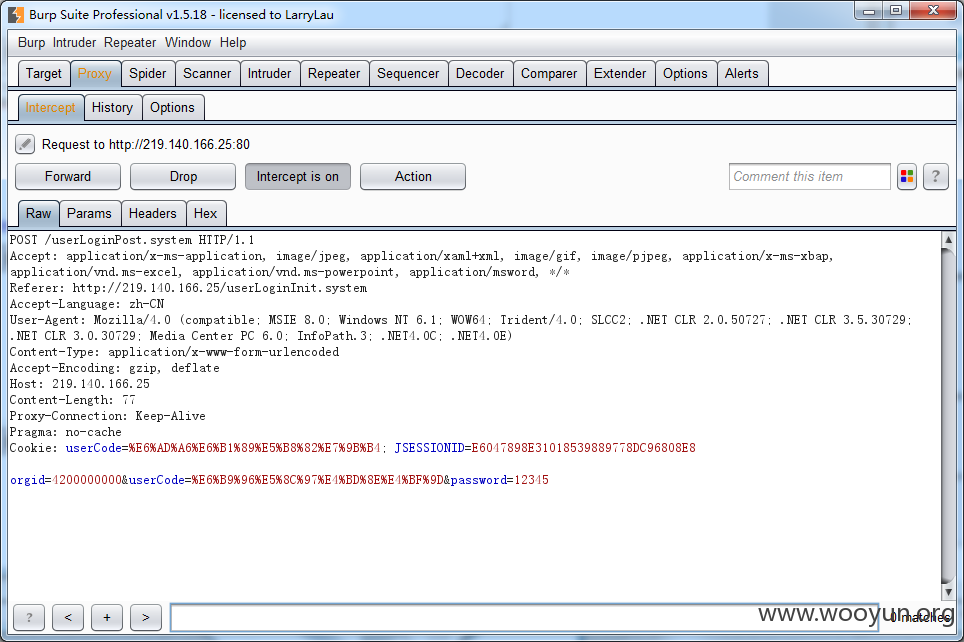 Burp Suite Professional v1.5.18 - licensed to LarryLau
Burp Intruder Repeater Window Help
Target Proxy Spider Scanner Intruder Repeater Sequencer Decoder Comparer Extender Options Alerts
Intercept History Options
Request to http://219.140.166.25:80
Forward Drop Intercept is on Action Comment this item ?
Raw Params Headers Hex
POST /userLoginPost.system HTTP/1.1
Accept: application/x-ms-application, image/jpeg, application/xaml+xml, image/gif, image/pjpeg, application/x-ms-xbap,
application/vnd.ms-excel, application/vnd.ms-powerpoint, application/msword, */*
Referer: http://219.140.166.25/userLoginInit.system
Accept-Language: zh-CN
User-Agent: Mozilla/4.0 (compatible; MSIE 8.0; Windows NT 6.1; WOW64; Trident/4.0; SLCC2; .NET CLR 2.0.50727; .NET CLR 3.5.30729;
.NET CLR 3.0.30729; Media Center PC 6.0; InfoPath.3; .NET4.0C; .NET4.0E)
Content-Type: application/x-www-form-urlencoded
Accept-Encoding: gzip, deflate
Host: 219.140.166.25
Content-Length: 77
Proxy-Connection: Keep-Alive
Pragma: no-cache
Cookie: userCode=%E6%AD%A6%E6%B1%89%E5%B8%82%E7%9B%B4; JSESSIONID=E6047898E31018539889778DC96808E8
orgid=4200000000&userCode=%E6%B9%96%E5%8C%97%E4%BD%8E%E4%BF%9D&password=12345
? < + > 0 matches
www.wooyun.org